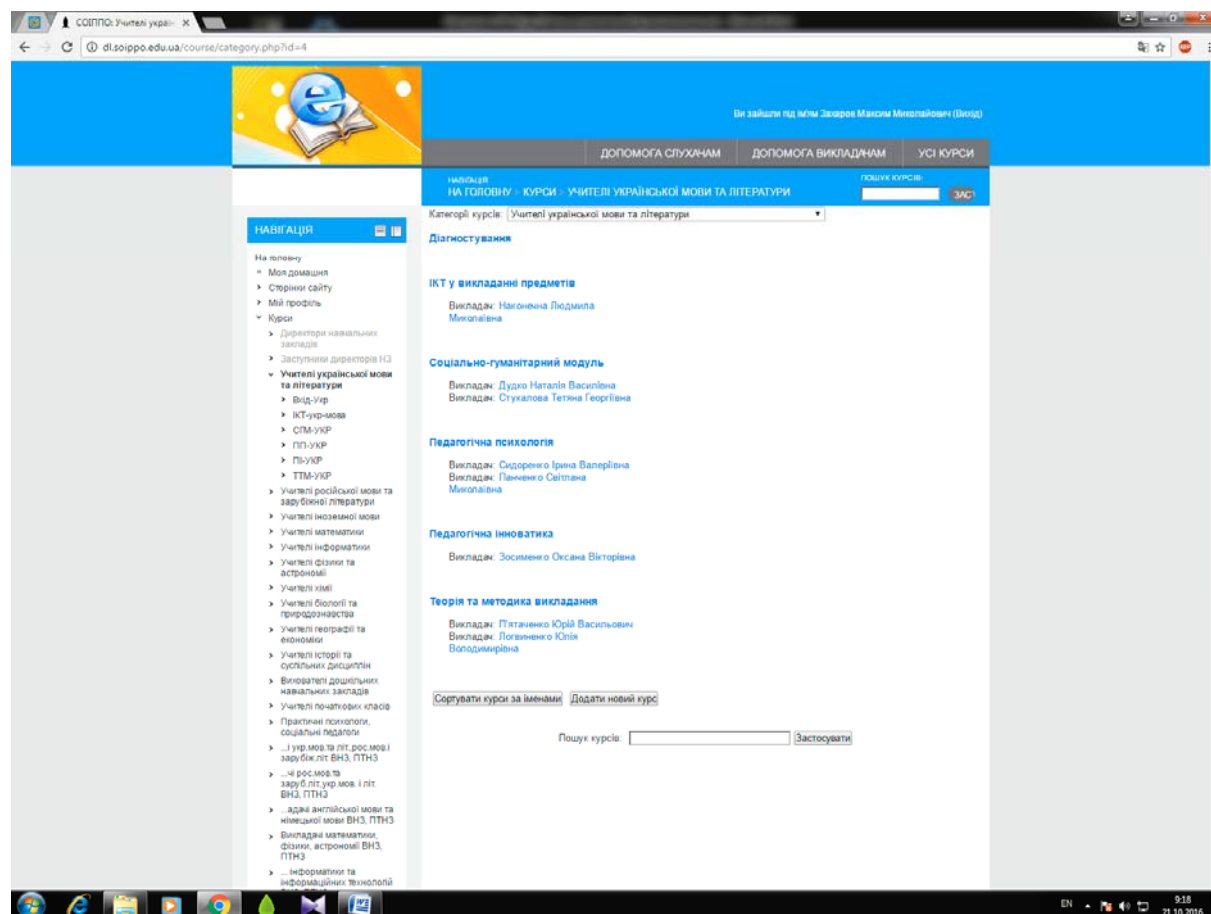 СОІППО: Учителі украї-
dl.soippo.edu.ua/course/category.php?id=4
Ви зайшли під ім'ям Захаров Максим Миколайович (Вихід)
ДОПОМОГА СЛУХАЧАМ ДОПОМОГА ВИКЛАДАЧАМ УСІ КУРСИ
НАВІГАЦІЯ
НА ГОЛОВНУ КУРСИ УЧИТЕЛІ УКРАЇНСЬКОЇ МОВИ ТА ЛІТЕРАТУРИ
ПОШУК КУРСІВ:
ЗАС
НАВІГАЦІЯ
На головну
Моя домашня
Сторінки сайту
Мій профіль
Курси
Директори навчальних
закладів
Заступники директорів НЗ
Учителі української мови
та літератури
Вхід-Укр
ІКТ-укр-мова
СГМ-УКР
ПП-УКР
ПІ-УКР
ТТМ-УКР
Учителі російської мови та
зарубіжної літератури
Учителі іноземної мови
Учителі математики
Учителі інформатики
Учителі фізики та
астрономії
Учителі хімії
Учителі біології та
природознавства
Учителі географії та
економіки
Учителі історії та
суспільних дисциплін
Вихователі дошкільних
навчальних закладів
Учителі початкових класів
Практичні психологи,
соціальні педагоги
...і укр.мов.та літ.,рос.мов.і
зарубіж.літ ВНЗ, ПТНЗ
...чі рос.мов.та
заруб.літ,укр.мов. і літ.
ВНЗ, ПТНЗ
...адачі англійської мови та
німецької мови ВНЗ, ПТНЗ
Викладачі математики,
фізики, астрономії ВНЗ,
ПТНЗ
... інформатики та
інформаційних технологій
Категорії курсів: Учителі української мови та літератури
Діагностування
ІКТ у викладанні предметів
Викладач: Наконечна Людмила
Миколаївна
Соціально-гуманітарний модуль
Викладач: Дудко Наталія Василівна
Викладач: Стукалова Тетяна Георгіївна
Педагогічна психологія
Викладач: Сидоренко Ірина Валеріївна
Викладач: Панченко Світлана
Миколаївна
Педагогічна інноватика
Викладач: Зосименко Оксана Вікторівна
Теорія та методика викладання
Викладач: П'ятаченко Юрій Васильович
Викладач: Логвиненко Юлія
Володимирівна
Сортувати курси за іменами Додати новий курс
Пошук курсів: Застосувати
EN 9:18
21.10.2016